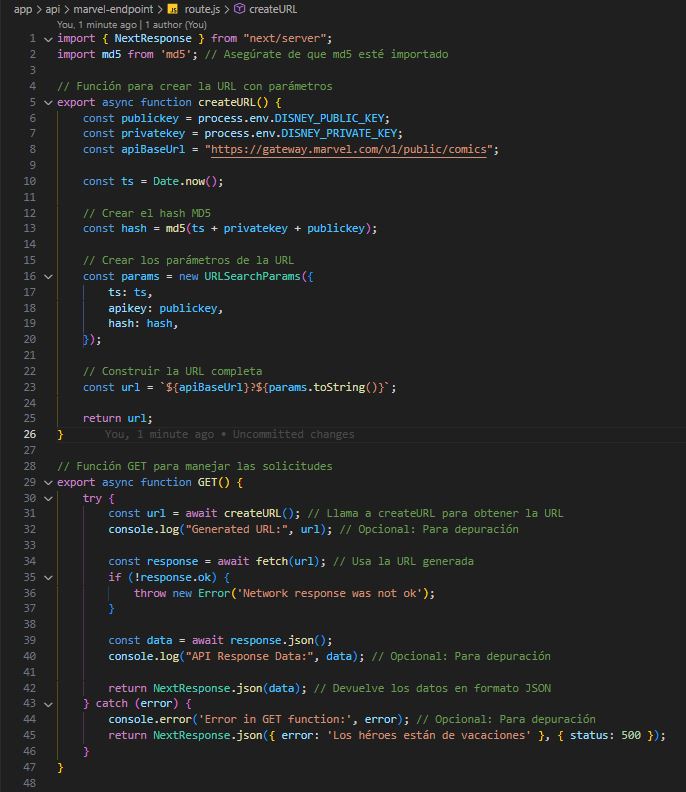 app > api > marvel-endpoint > JS route.js > createURL
You, 1 minute ago | 1 author (You)
1 import { NextResponse } from "next/server";
2 import md5 from 'md5'; // Asegúrate de que md5 esté importado
3
4 // Función para crear la URL con parámetros
5 export async function createURL() {
6     const publickey = process.env.DISNEY_PUBLIC_KEY;
7     const privatekey = process.env.DISNEY_PRIVATE_KEY;
8     const apiBaseUrl = "https://gateway.marvel.com/v1/public/comics";
9
10     const ts = Date.now();
11
12     // Crear el hash MD5
13     const hash = md5(ts + privatekey + publickey);
14
15     // Crear los parámetros de la URL
16     const params = new URLSearchParams({
17         ts: ts,
18         apikey: publickey,
19         hash: hash,
20     });
21
22     // Construir la URL completa
23     const url = `${apiBaseUrl}?${params.toString()}`;
24
25     return url;
26 }     You, 1 minute ago • Uncommitted changes
27
28 // Función GET para manejar las solicitudes
29 export async function GET() {
30     try {
31         const url = await createURL(); // Llama a createURL para obtener la URL
32         console.log("Generated URL:", url); // Opcional: Para depuración
33
34         const response = await fetch(url); // Usa la URL generada
35         if (!response.ok) {
36             throw new Error('Network response was not ok');
37         }
38
39         const data = await response.json();
40         console.log("API Response Data:", data); // Opcional: Para depuración
41
42         return NextResponse.json(data); // Devuelve los datos en formato JSON
43     } catch (error) {
44         console.error('Error in GET function:', error); // Opcional: Para depuración
45         return NextResponse.json({ error: 'Los héroes están de vacaciones' }, { status: 500 });
46     }
47 }
48